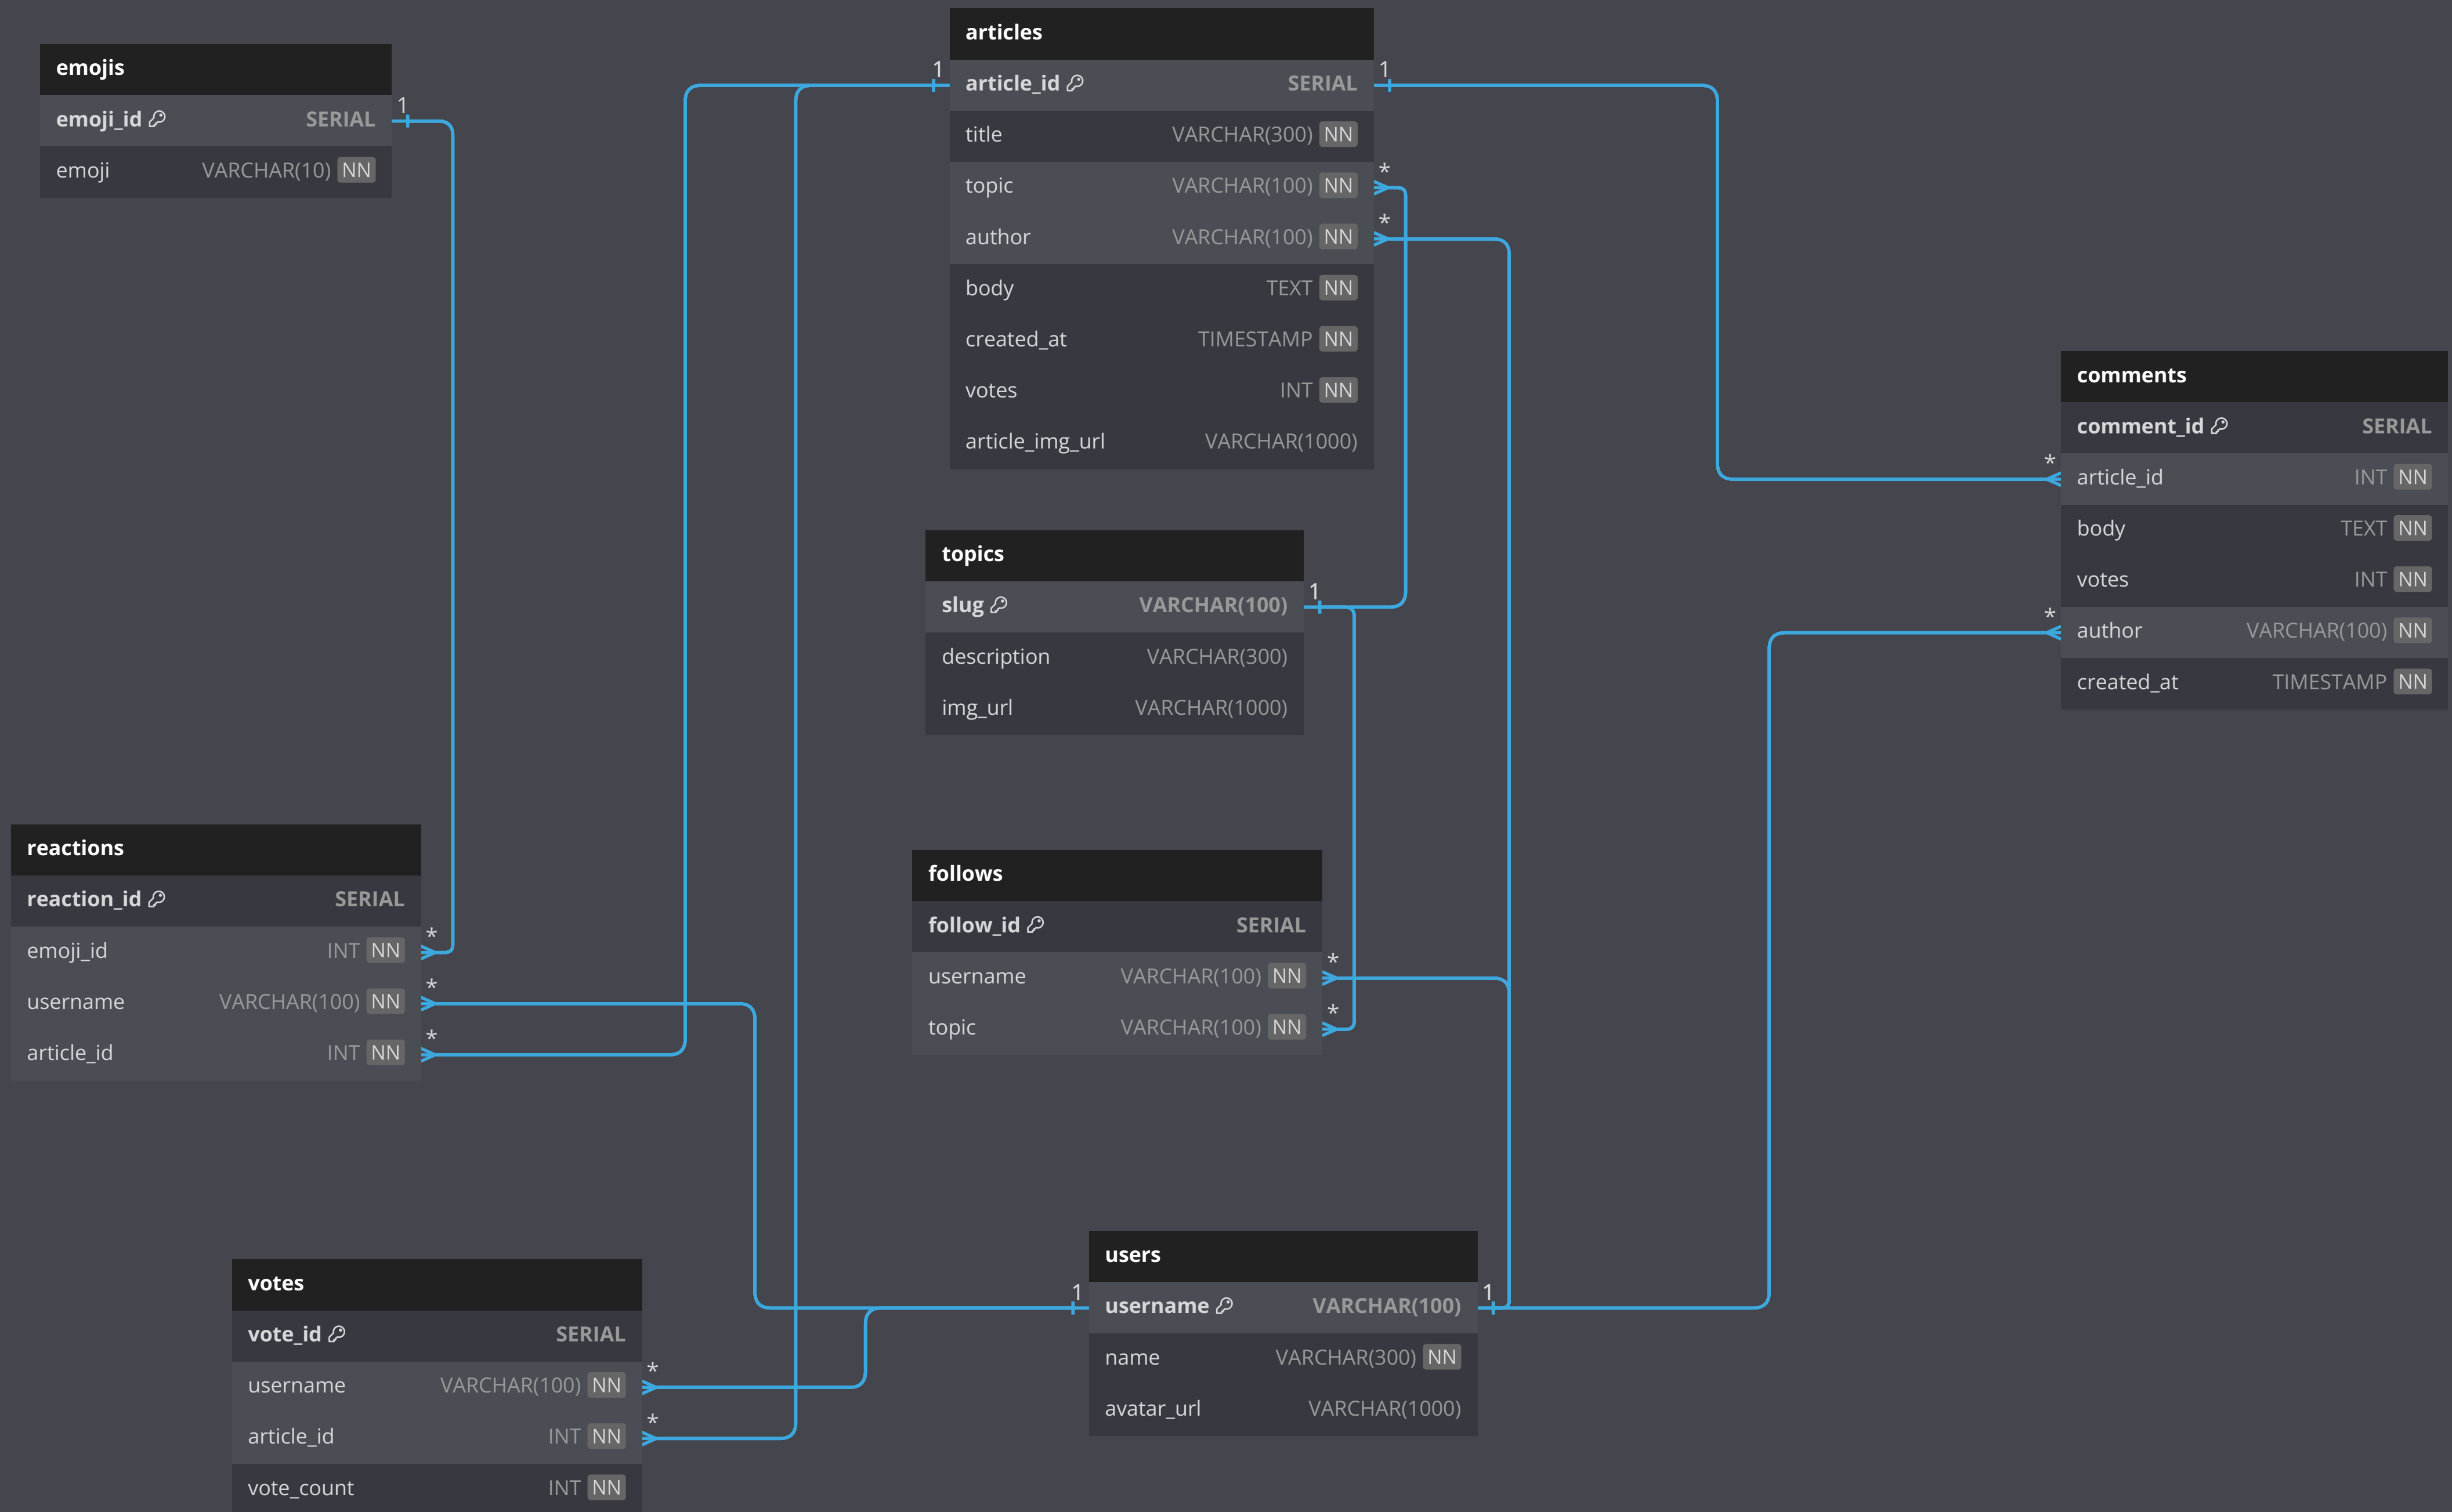 emojis
emoji_id SERIAL
emoji VARCHAR(10) NN
1
articles
article_id SERIAL
title VARCHAR(300) NN
topic VARCHAR(100) NN
author VARCHAR(100) NN
body TEXT NN
created_at TIMESTAMP NN
votes INT NN
article_img_url VARCHAR(1000)
1
1
*
*
comments
comment_id SERIAL
article_id INT NN
body TEXT NN
votes INT NN
author VARCHAR(100) NN
created_at TIMESTAMP NN
*
*
topics
slug VARCHAR(100)
description VARCHAR(300)
img_url VARCHAR(1000)
1
reactions
reaction_id SERIAL
emoji_id INT NN
username VARCHAR(100) NN
article_id INT NN
*
*
*
follows
follow_id SERIAL
username VARCHAR(100) NN
topic VARCHAR(100) NN
*
*
votes
vote_id SERIAL
username VARCHAR(100) NN
article_id INT NN
vote_count INT NN
*
*
users
username VARCHAR(100)
name VARCHAR(300) NN
avatar_url VARCHAR(1000)
1
1